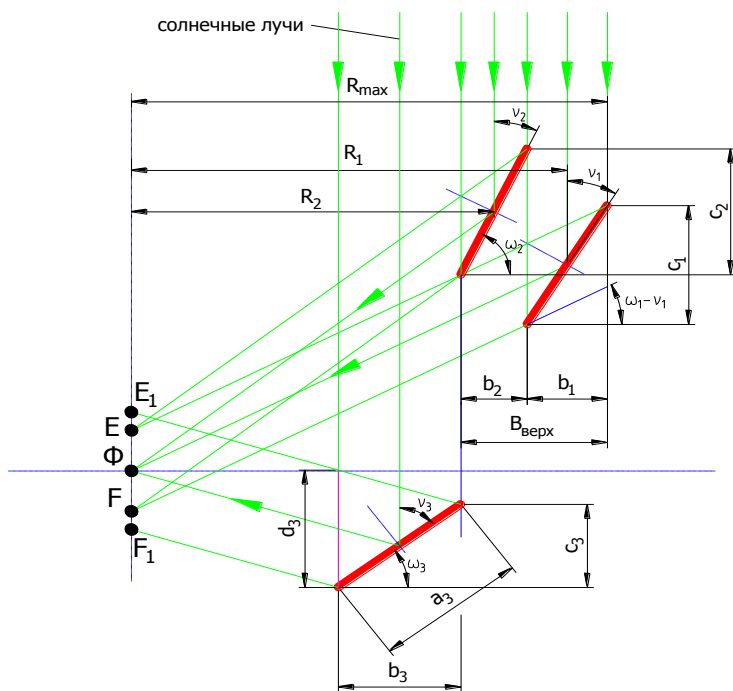 солнечные лучи
Rmax
ν2
R1
ν1
R2
c2
ω2
c1
ω1-ν1
E1
b2
b1
E
Bверх
Φ
F
ν3
d3
F1
c3
ω3
a3
b3